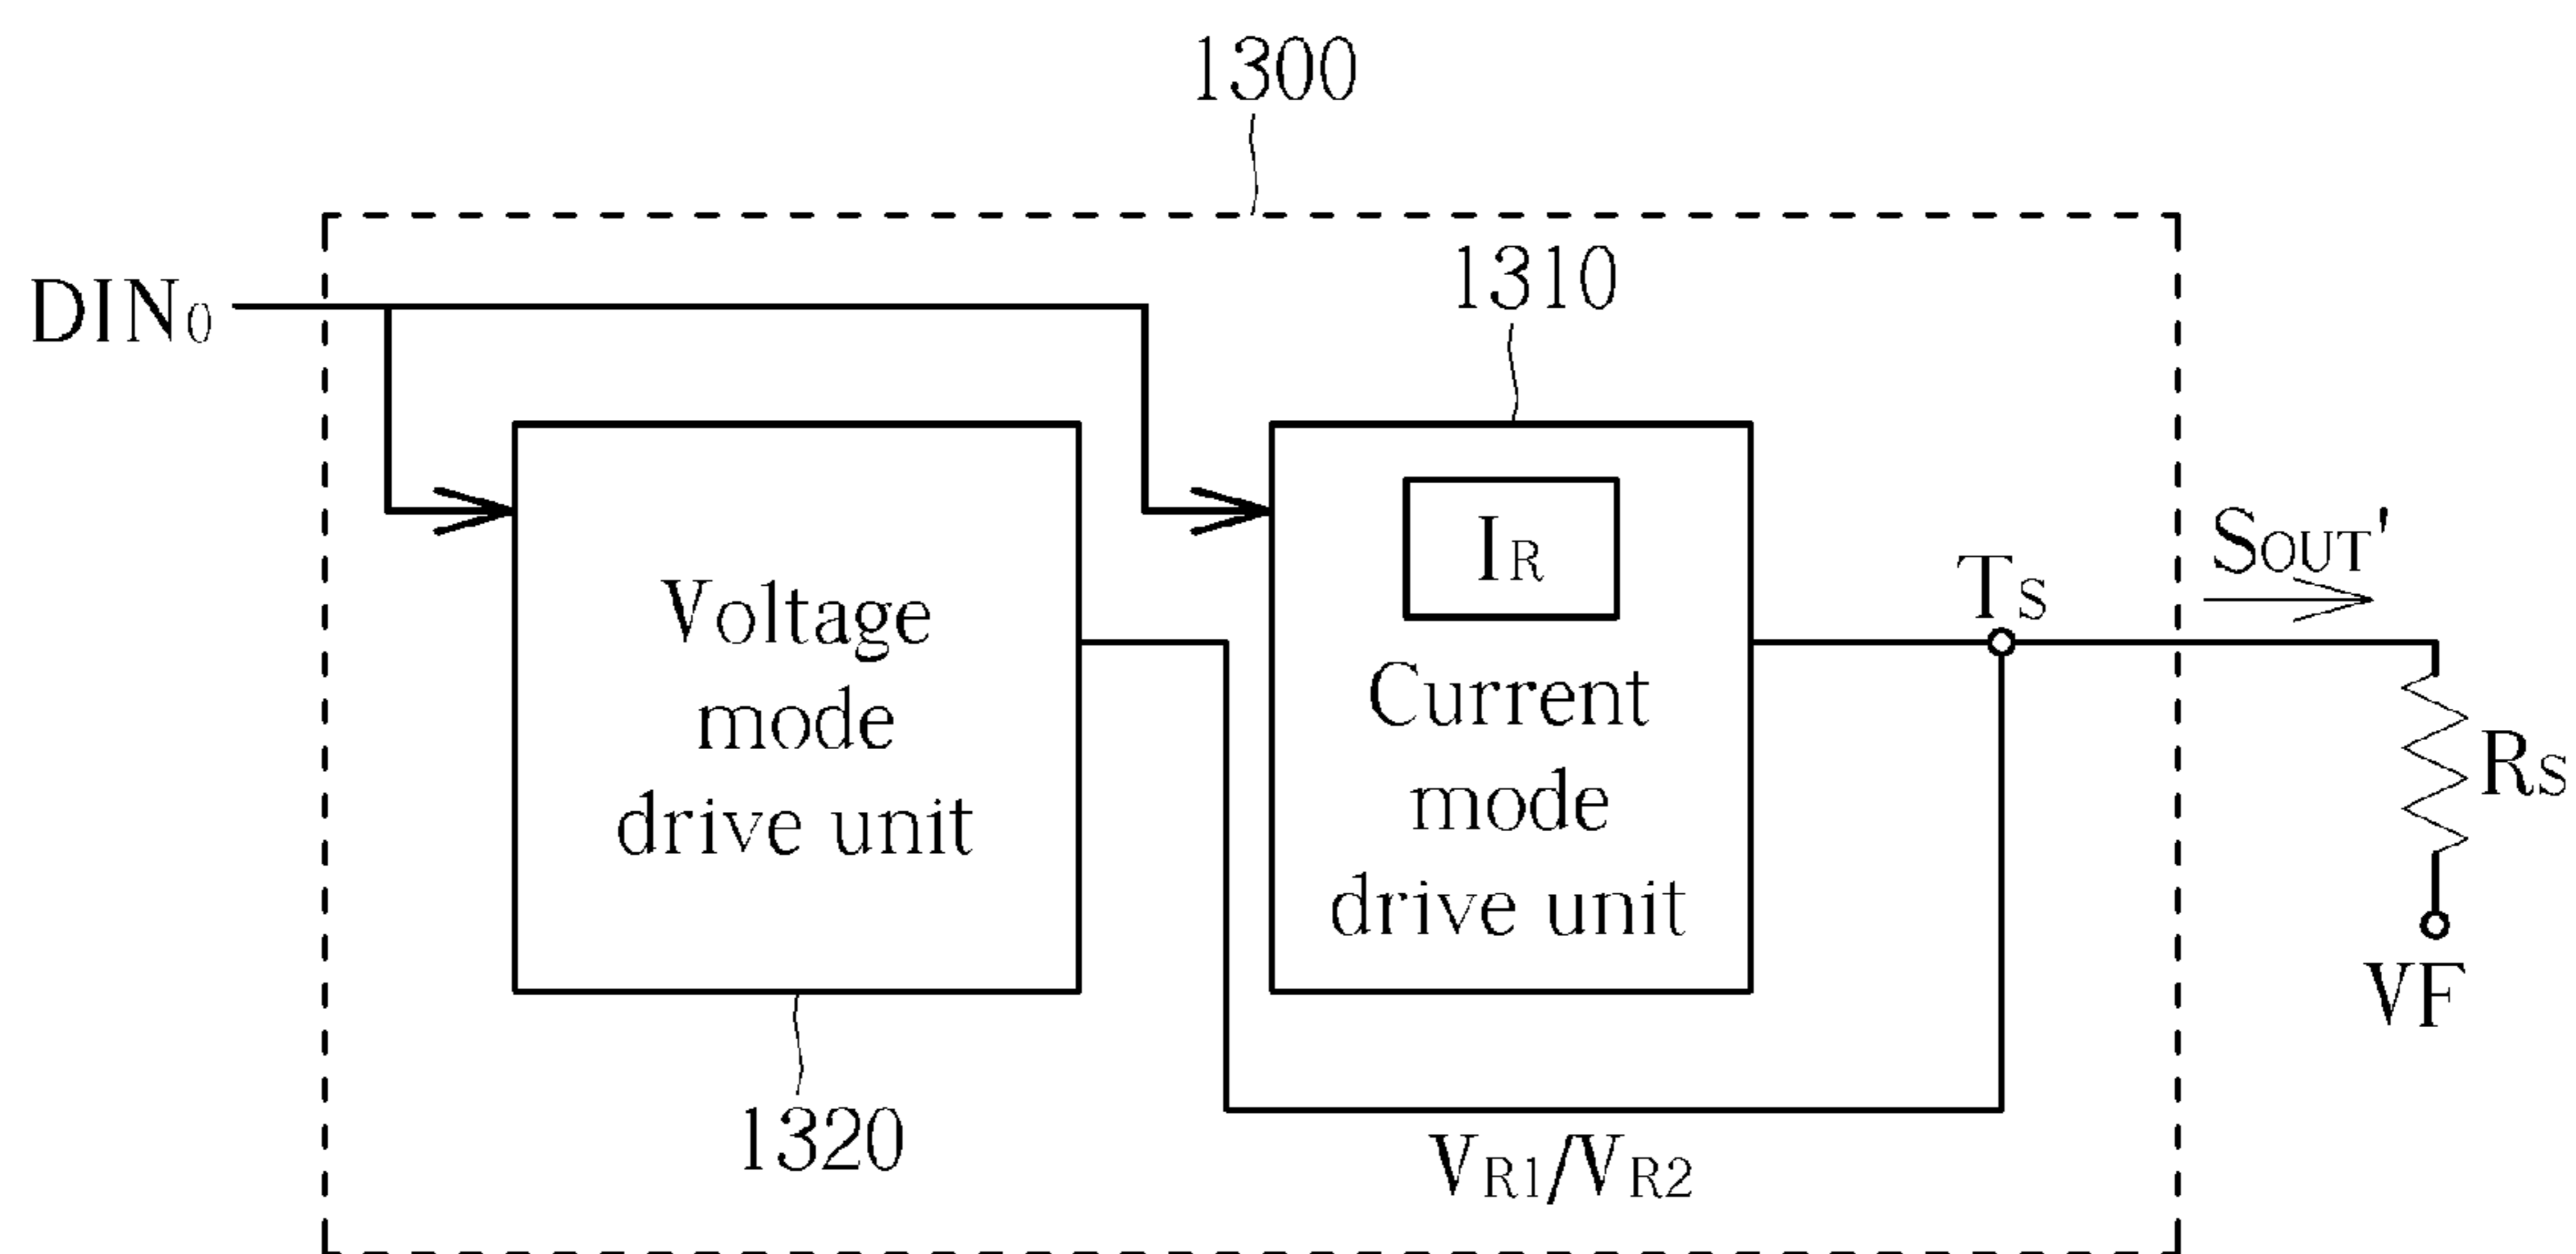 1300
DIN0
1310
IR
Voltage
mode
drive unit
Current
mode
drive unit
TS
SOUT'
RS
VF
1320
VR1/VR2